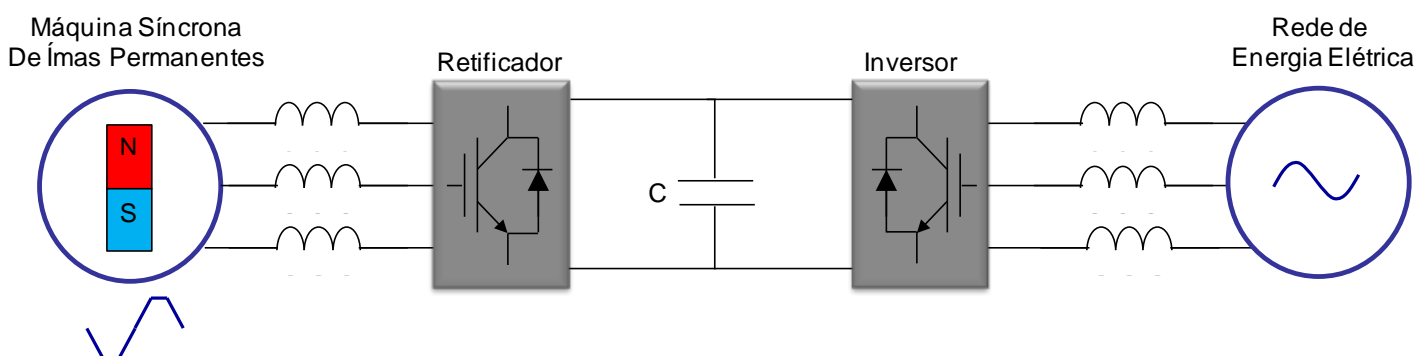 Máquina Síncrona
De Ímas Permanentes
Retificador
Inversor
Rede de
Energia Elétrica
N
S
C